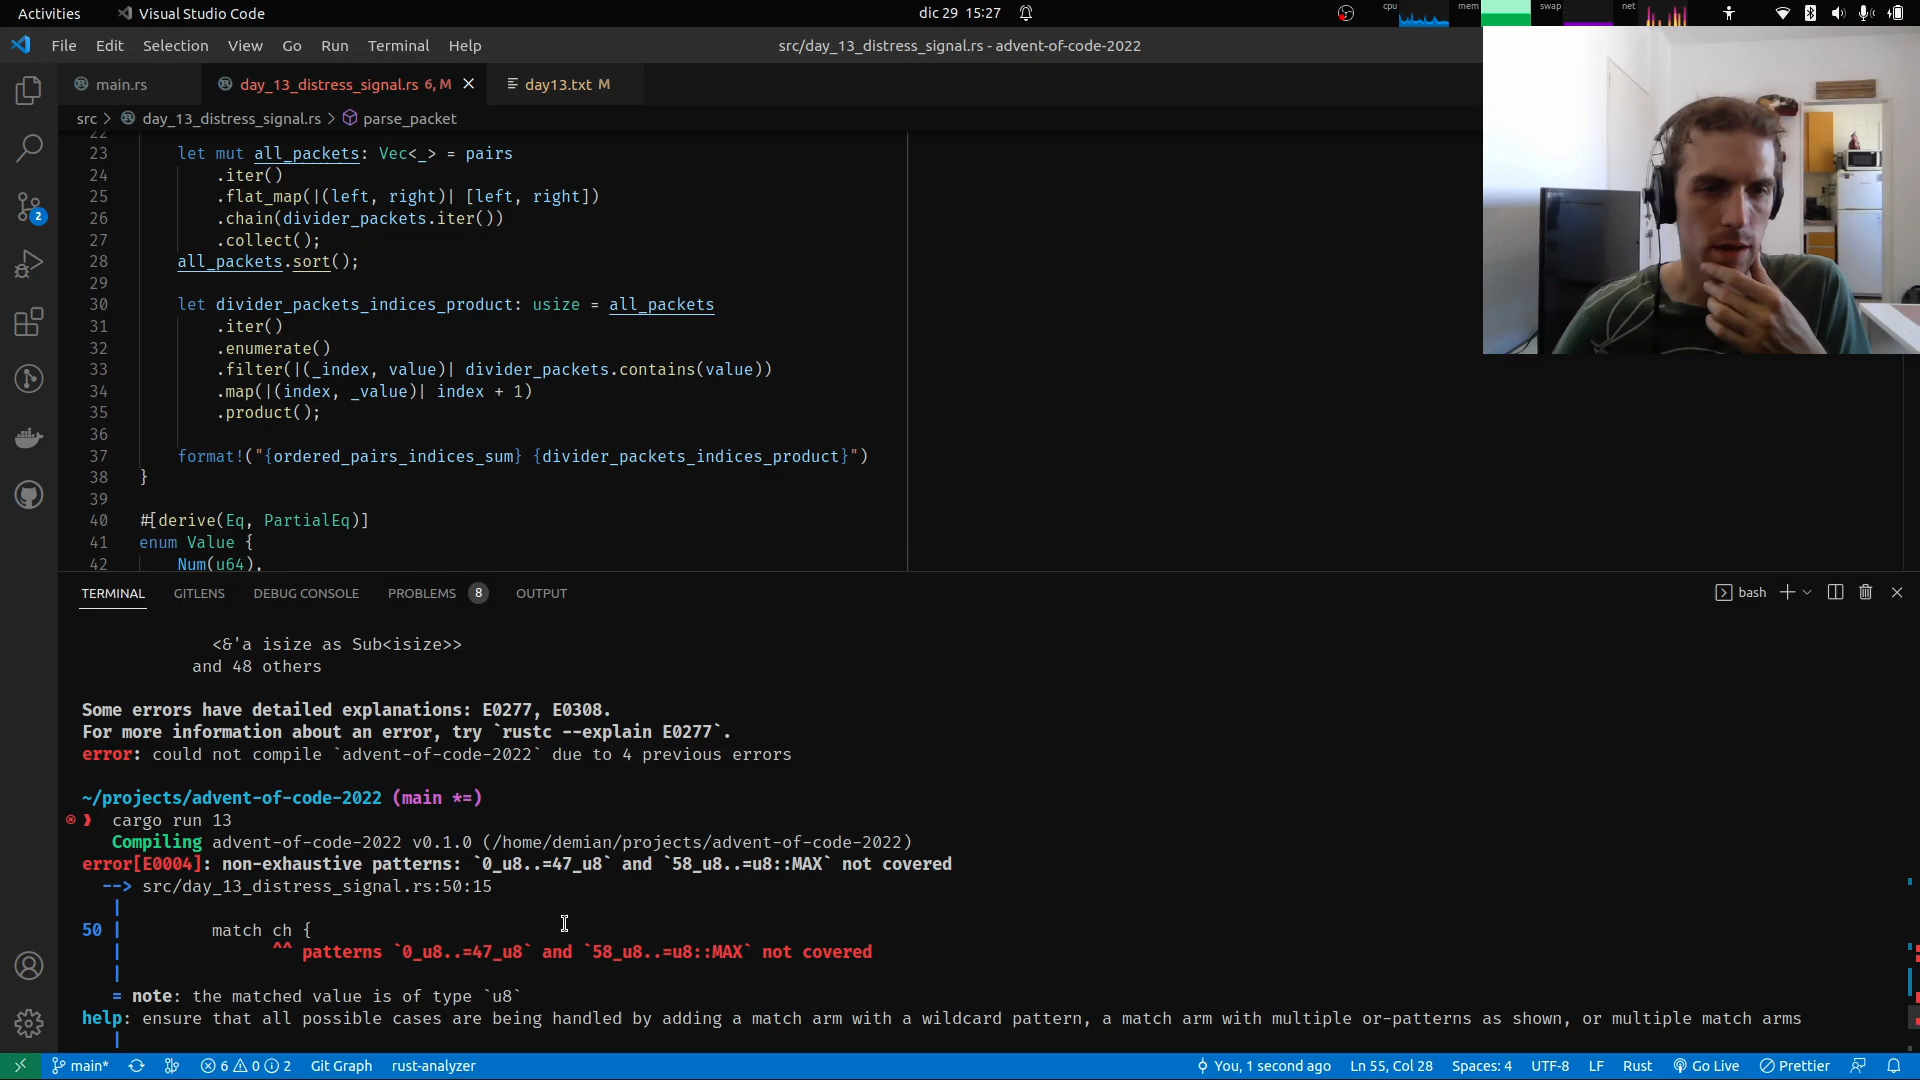 Activities
Visual Studio Code
dic 29 15:27
cpu
mem
swap
net
File Edit Selection View Go Run Terminal Help
src/day_13_distress_signal.rs - advent-of-code-2022
main.rs
day_13_distress_signal.rs 6, M
day13.txt M
src > day_13_distress_signal.rs > parse_packet
22
23 let mut all_packets: Vec<_> = pairs
24 .iter()
25 .flat_map(|(left, right)| [left, right])
26 .chain(divider_packets.iter())
27 .collect();
28 all_packets.sort();
29
30 let divider_packets_indices_product: usize = all_packets
31 .iter()
32 .enumerate()
33 .filter(|(_index, value)| divider_packets.contains(value))
34 .map(|(index, _value)| index + 1)
35 .product();
36
37 format!("{ordered_pairs_indices_sum} {divider_packets_indices_product}")
38 }
39
40 #[derive(Eq, PartialEq)]
41 enum Value {
42 Num(u64),
2
TERMINAL GITLENS DEBUG CONSOLE PROBLEMS 8 OUTPUT
bash
<&'a isize as Sub<isize>>
and 48 others
Some errors have detailed explanations: E0277, E0308.
For more information about an error, try `rustc --explain E0277`.
error: could not compile `advent-of-code-2022` due to 4 previous errors
~/projects/advent-of-code-2022 (main *=)
❱ cargo run 13
Compiling advent-of-code-2022 v0.1.0 (/home/demian/projects/advent-of-code-2022)
error[E0004]: non-exhaustive patterns: `0_u8..=47_u8` and `58_u8..=u8::MAX` not covered
--> src/day_13_distress_signal.rs:50:15
|
50 | match ch {
| ^^ patterns `0_u8..=47_u8` and `58_u8..=u8::MAX` not covered
|
= note: the matched value is of type `u8`
help: ensure that all possible cases are being handled by adding a match arm with a wildcard pattern, a match arm with multiple or-patterns as shown, or multiple match arms
|
main* 6 0 2 Git Graph rust-analyzer
You, 1 second ago Ln 55, Col 28 Spaces: 4 UTF-8 LF Rust Go Live Prettier